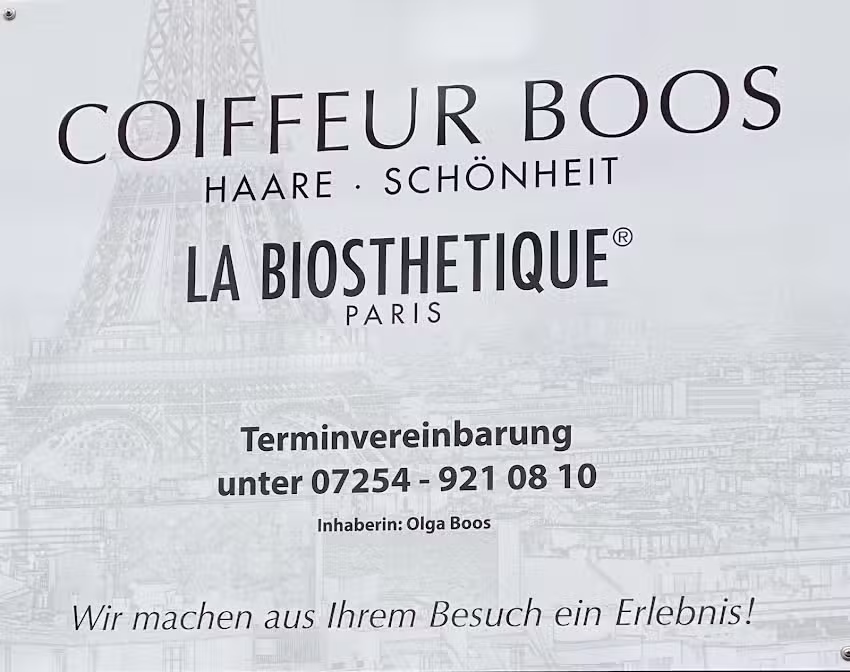 COIFFEUR BOOS
HAARE · SCHÖNHEIT
LA BIOSTHETIQUE®
PARIS
Terminvereinbarung
unter 07254 - 921 08 10
Inhaberin: Olga Boos
Wir machen aus Ihrem Besuch ein Erlebnis!